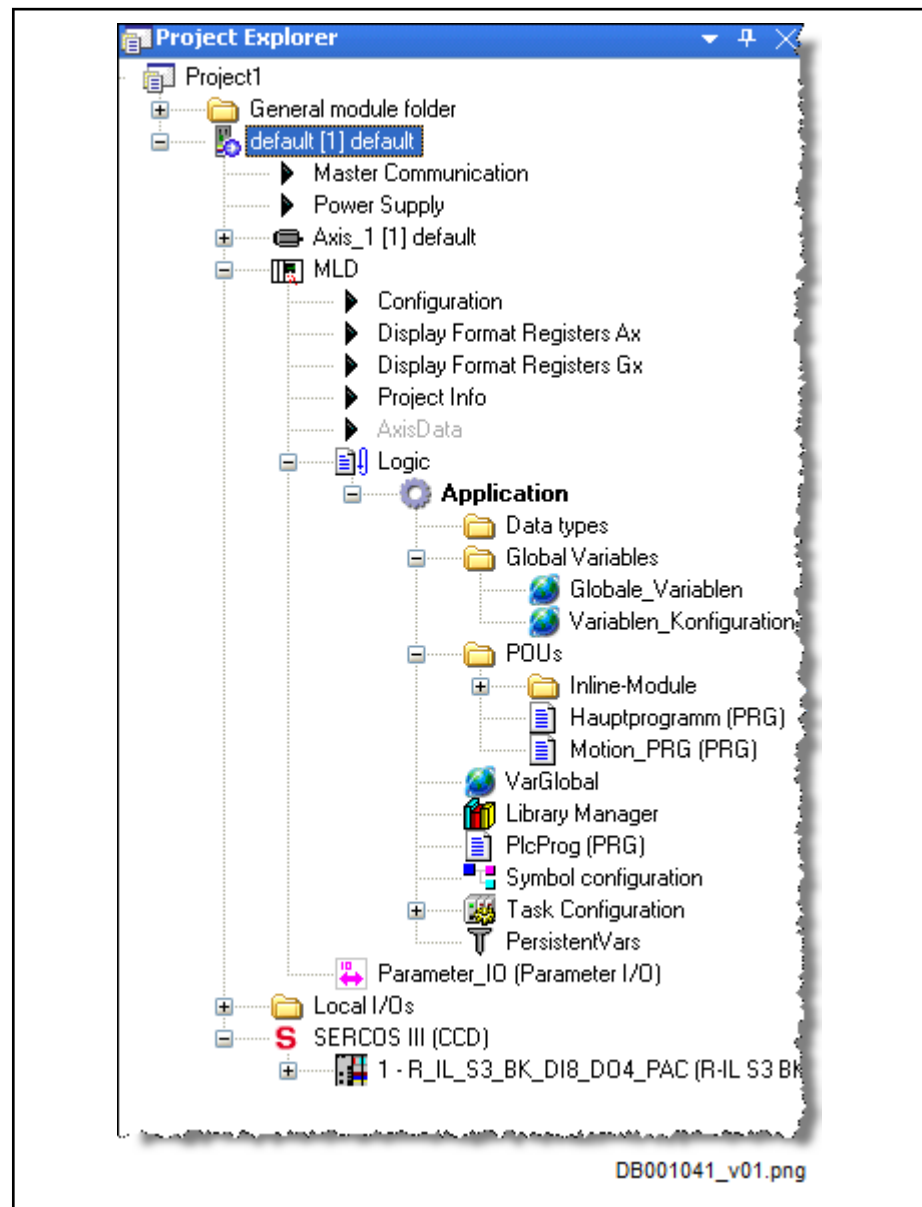 Project Explorer
Project1
General module folder
default [1] default
Master Communication
Power Supply
Axis_1 [1] default
MLD
Configuration
Display Format Registers Ax
Display Format Registers Gx
Project Info
AxisData
Logic
Application
Data types
Global Variables
Globale_Variablen
Variablen_Konfiguration
POUs
Inline-Module
Hauptprogramm (PRG)
Motion_PRG (PRG)
VarGlobal
Library Manager
PlcProg (PRG)
Symbol configuration
Task Configuration
PersistentVars
IO Parameter_IO (Parameter I/O)
Local I/Os
S SERCOS III (CCD)
1 - R_IL_S3_BK_DI8_DO4_PAC (R-IL S3 BK
DB001041_v01.png